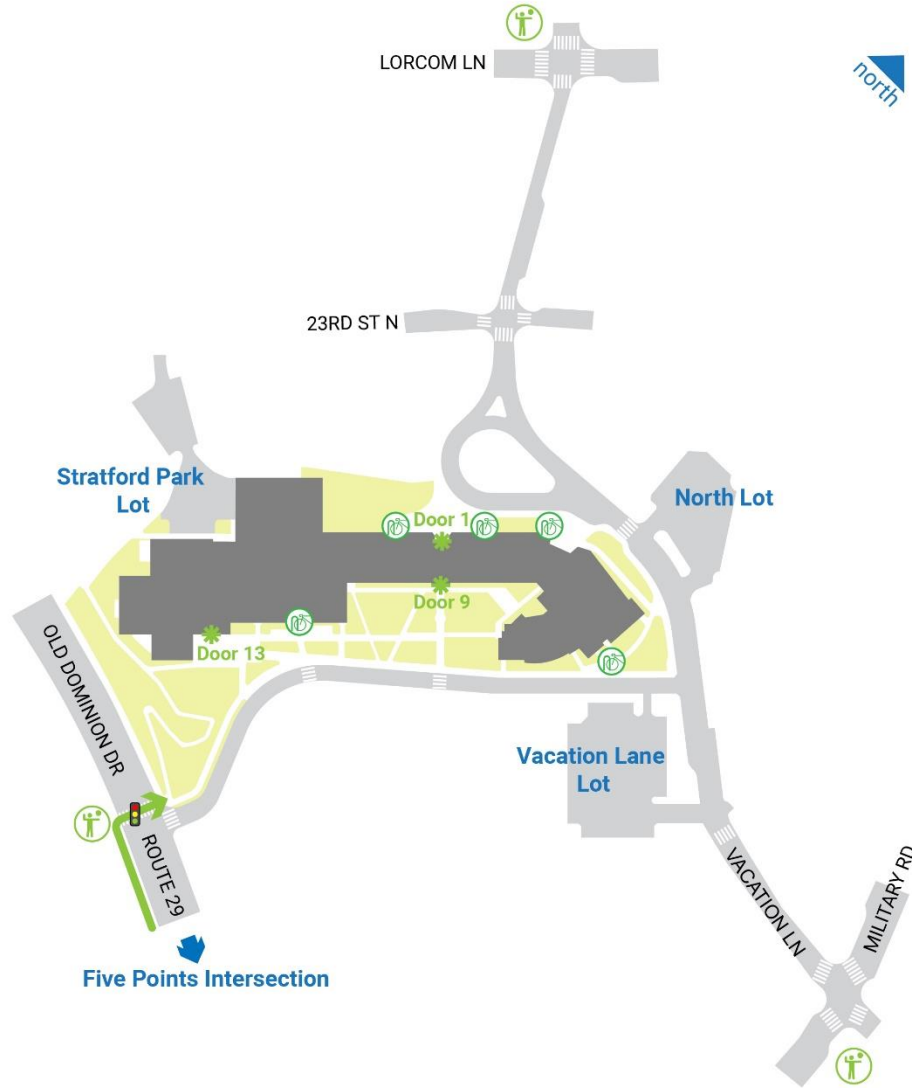 LORCOM LN
north
23RD ST N
Stratford Park
Lot
North Lot
Door 1
Door 9
Door 13
OLD DOMINION DR
Vacation Lane
Lot
ROUTE 29
VACATION LN
MILITARY RD
Five Points Intersection